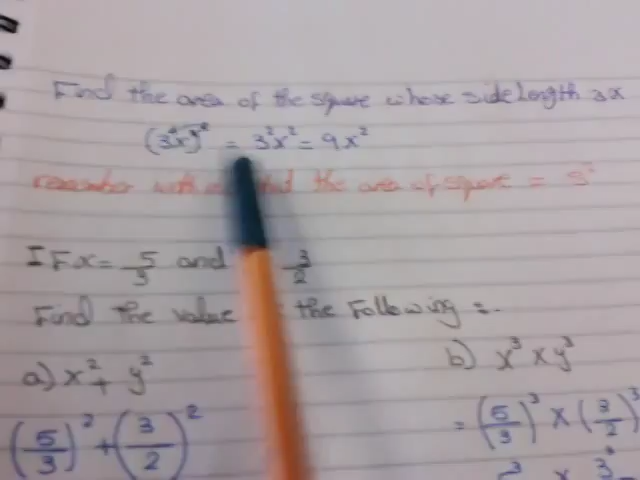 Find the area of the square whose side length 3x
(3x)² = 3²x² = 9x²
remember the area of square = S²
If x = 5/3 and 3/2
Find the value the following :-
a) x² + y²
b) x³ × y³
(5/3)² + (3/2)²
= (5/3)³ × (3/2)³
× 3³